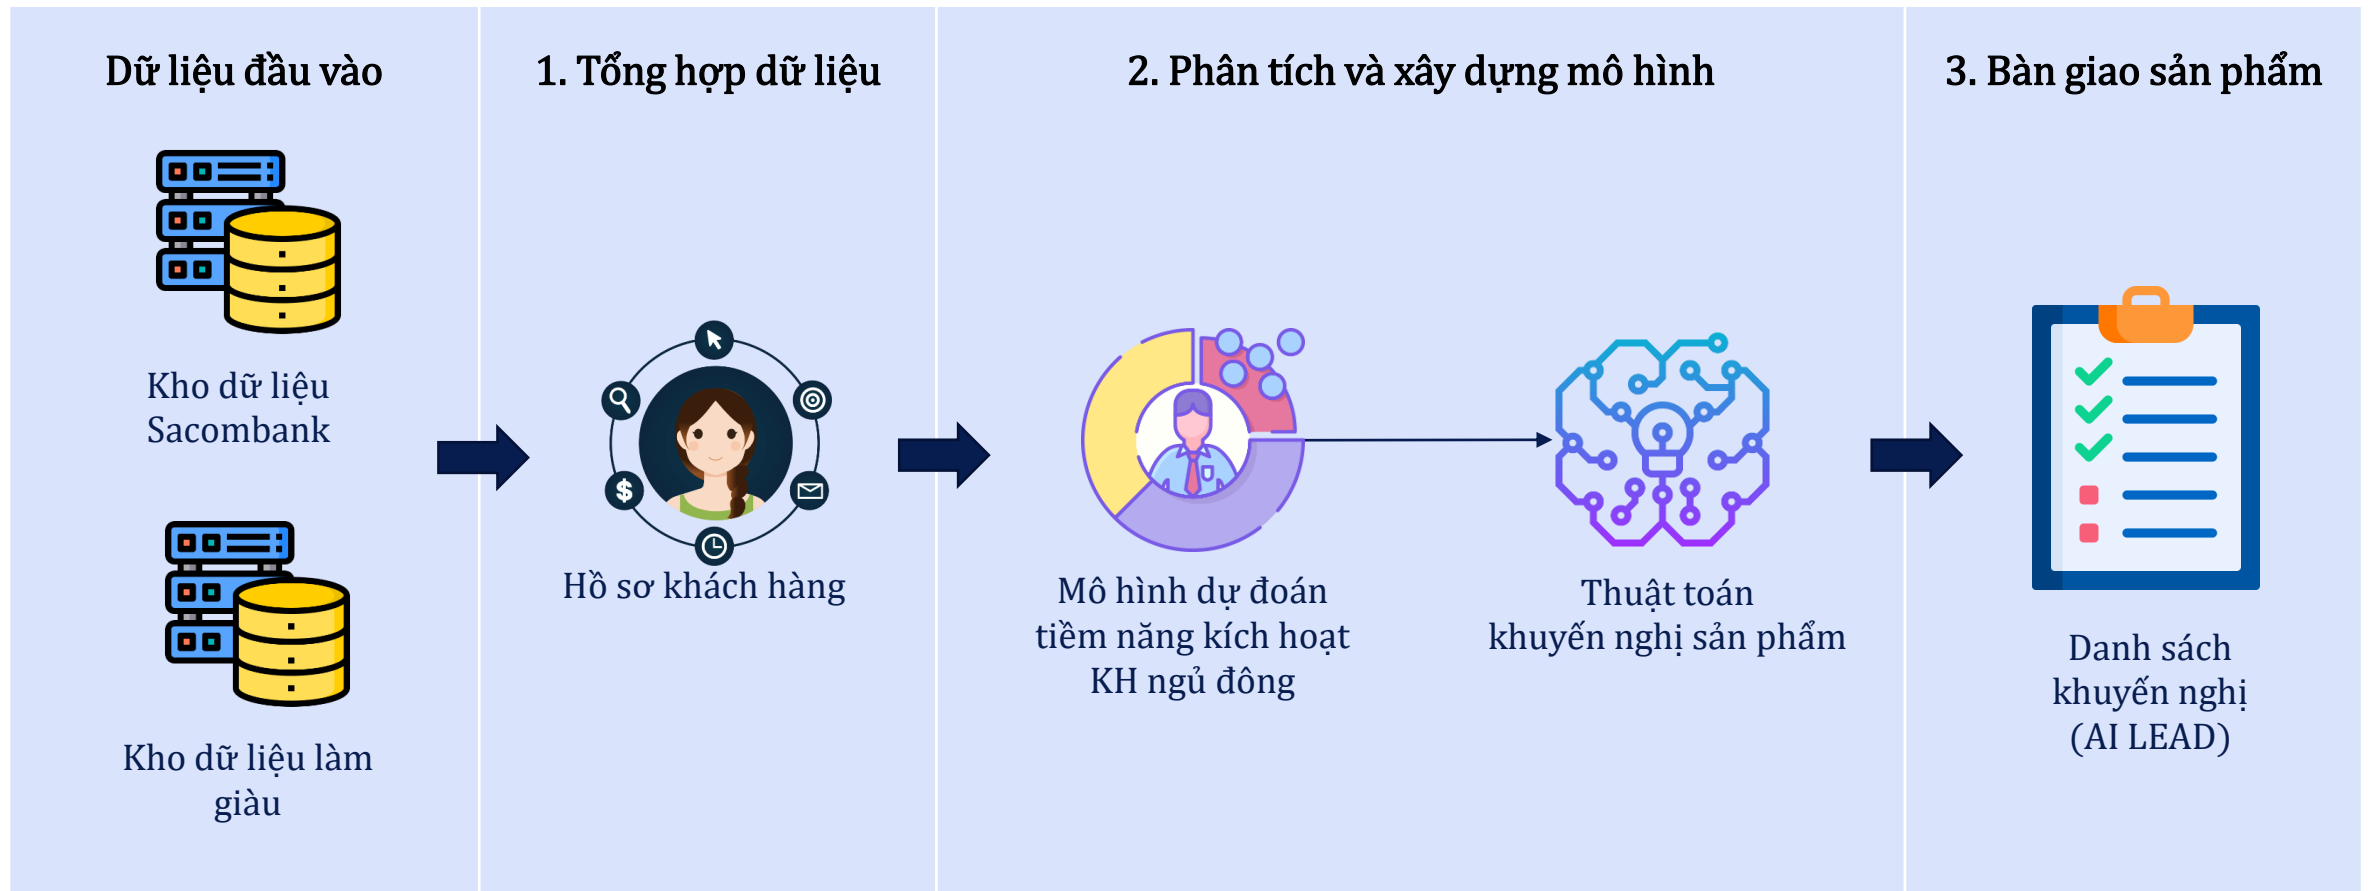 Dữ liệu đầu vào
Kho dữ liệu
Sacombank
Kho dữ liệu làm
giàu
1. Tổng hợp dữ liệu
Hồ sơ khách hàng
2. Phân tích và xây dựng mô hình
Mô hình dự đoán
tiềm năng kích hoạt
KH ngủ đông
Thuật toán
khuyến nghị sản phẩm
3. Bàn giao sản phẩm
Danh sách
khuyến nghị
(AI LEAD)